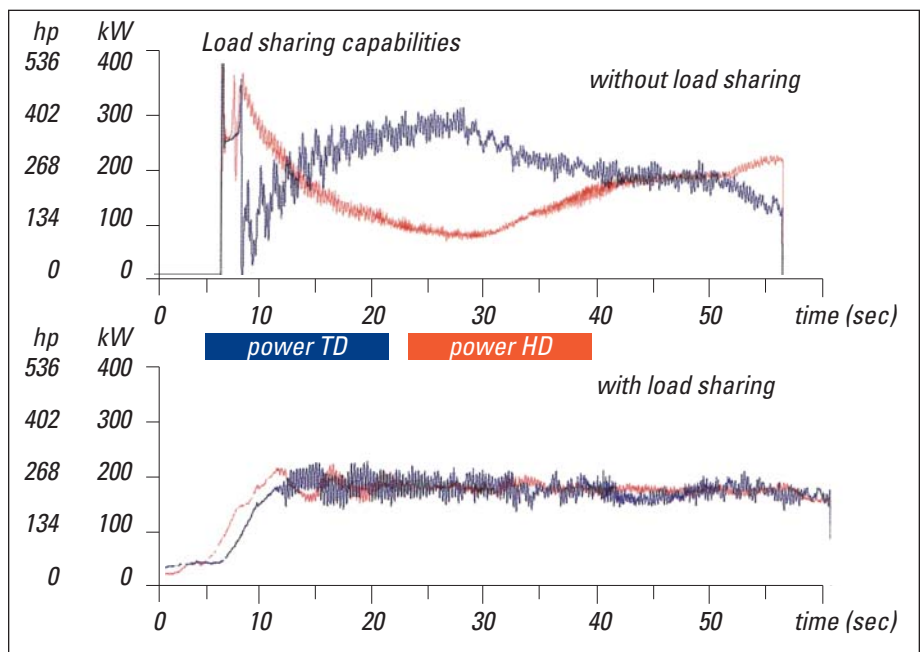 hp kW Load sharing capabilities
536 400 without load sharing
402 300
268 200
134 100
0 0
0 10 20 30 40 50 time (sec)
hp kW power TD power HD
536 400 with load sharing
402 300
268 200
134 100
0 0
0 10 20 30 40 50 time (sec)